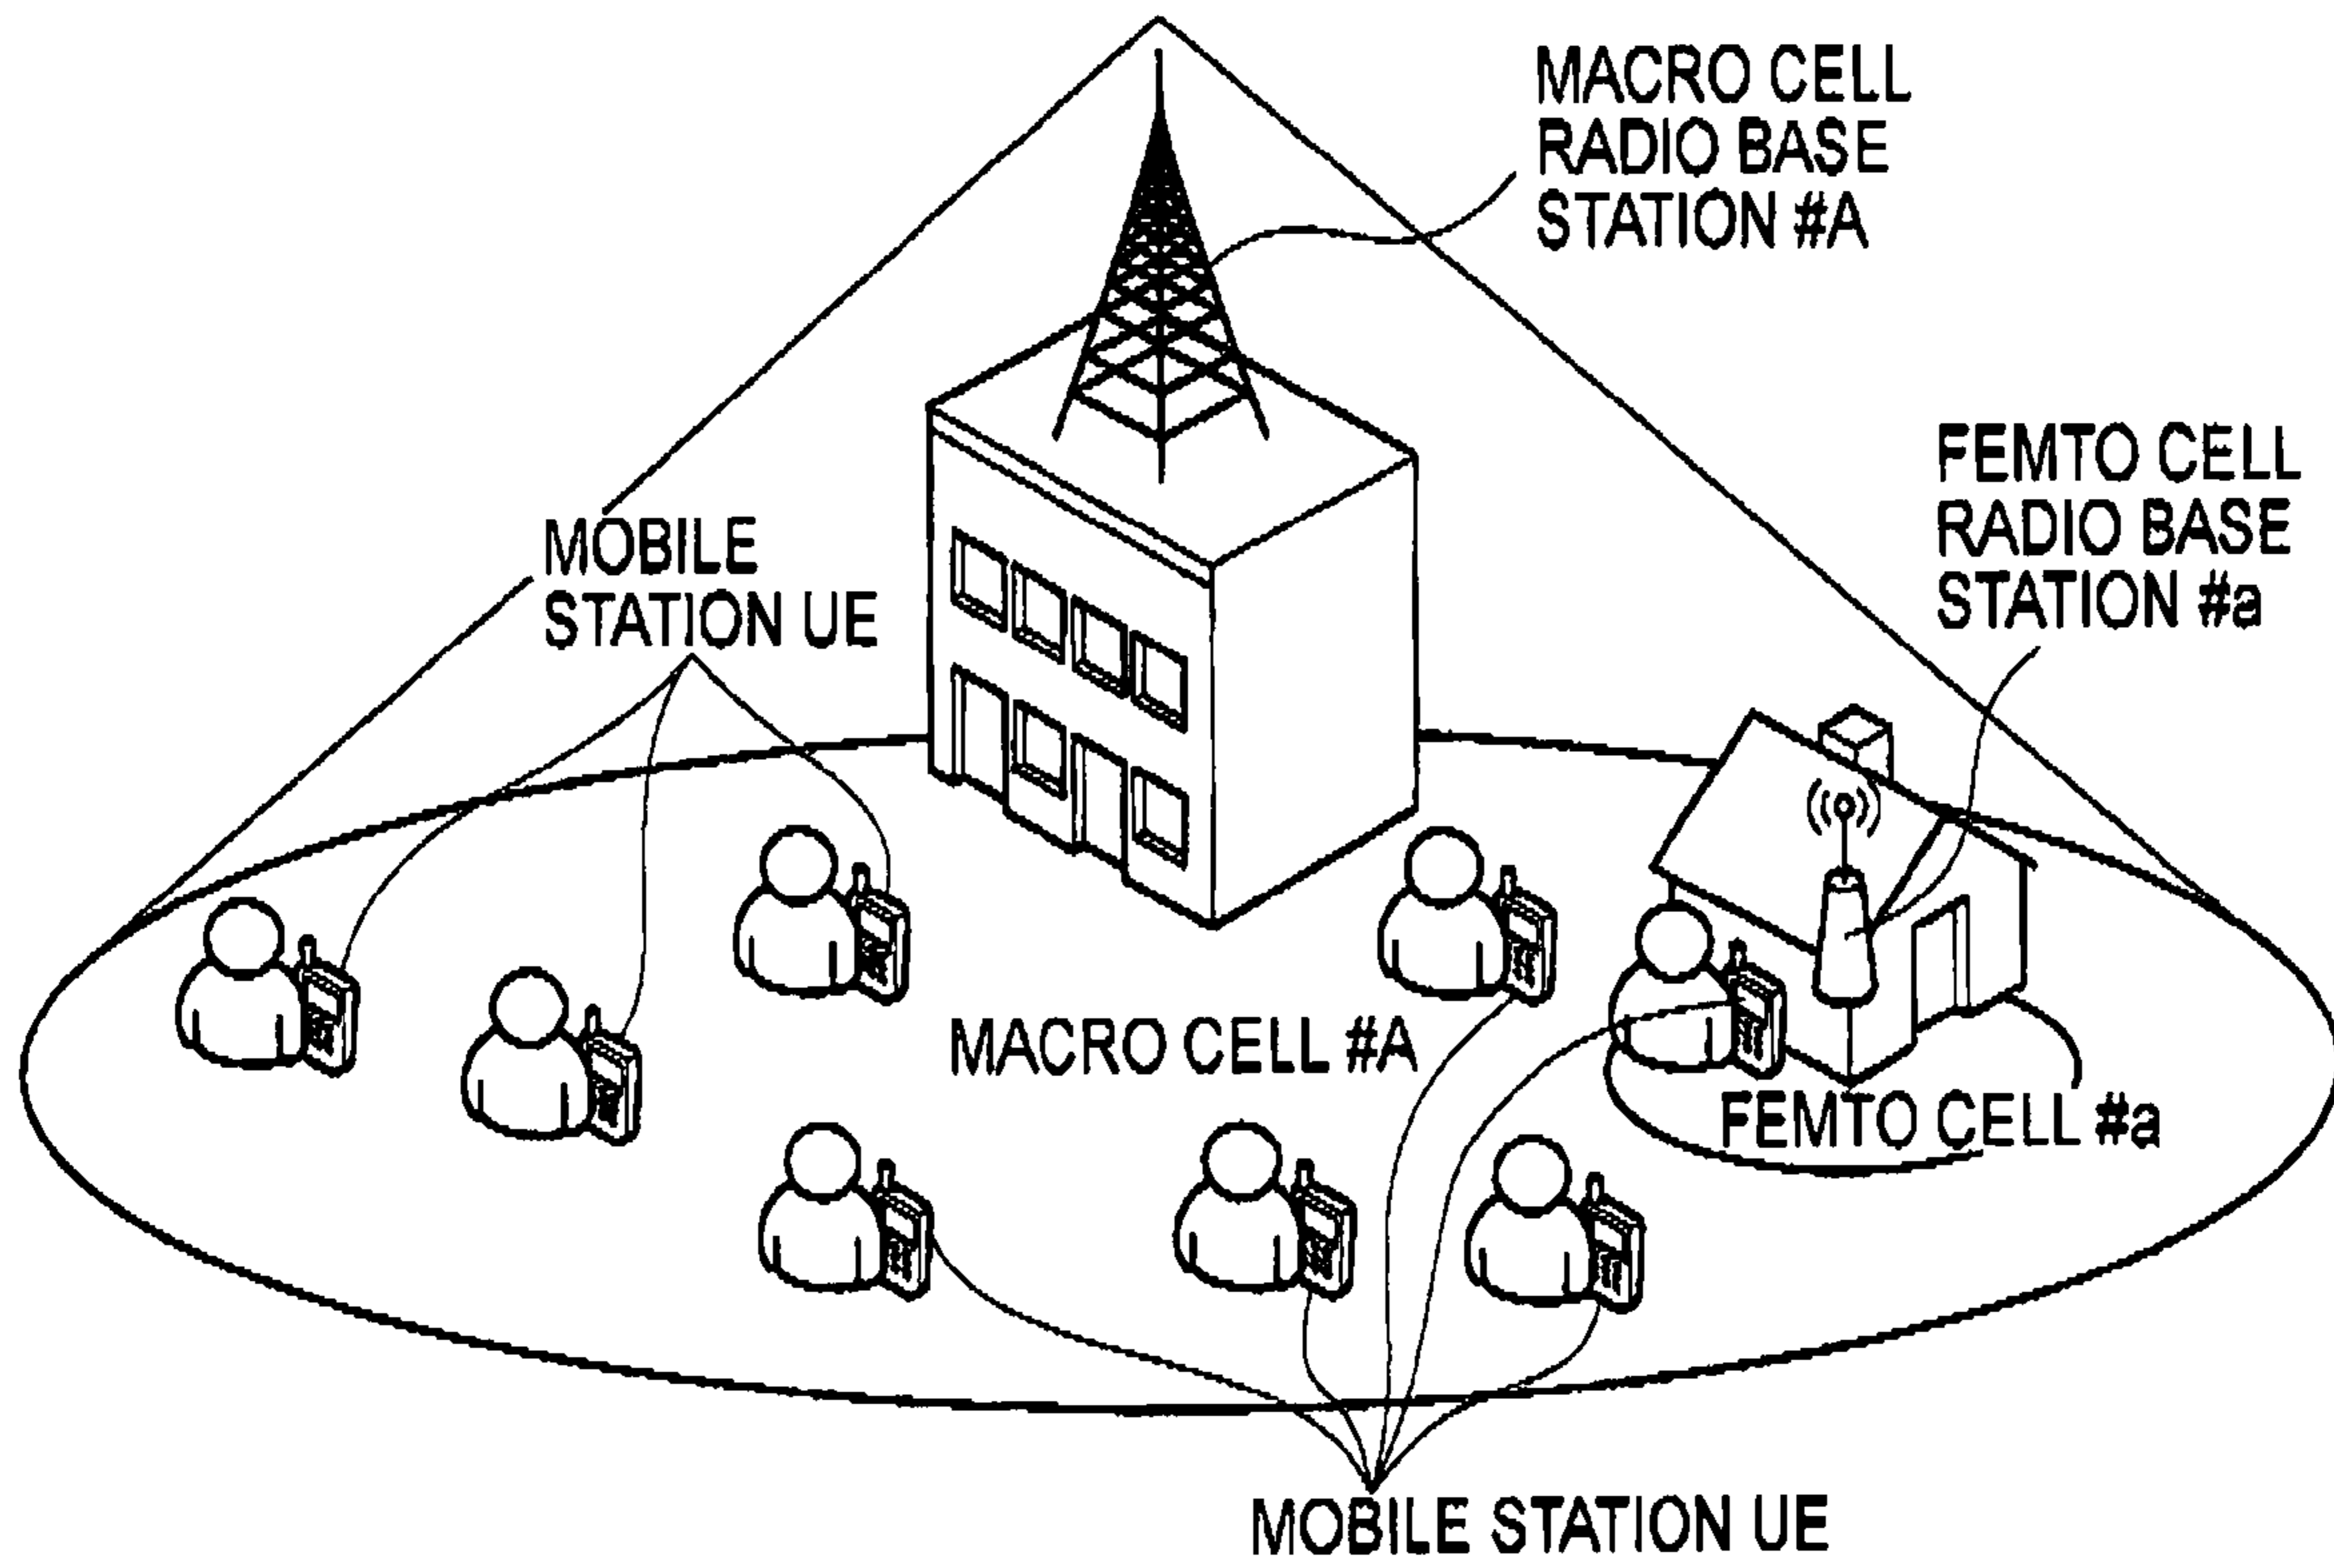 MACRO CELL
RADIO BASE
STATION #A
FEMTO CELL
RADIO BASE
STATION #a
MOBILE
STATION UE
MACRO CELL #A
FEMTO CELL #a
MOBILE STATION UE